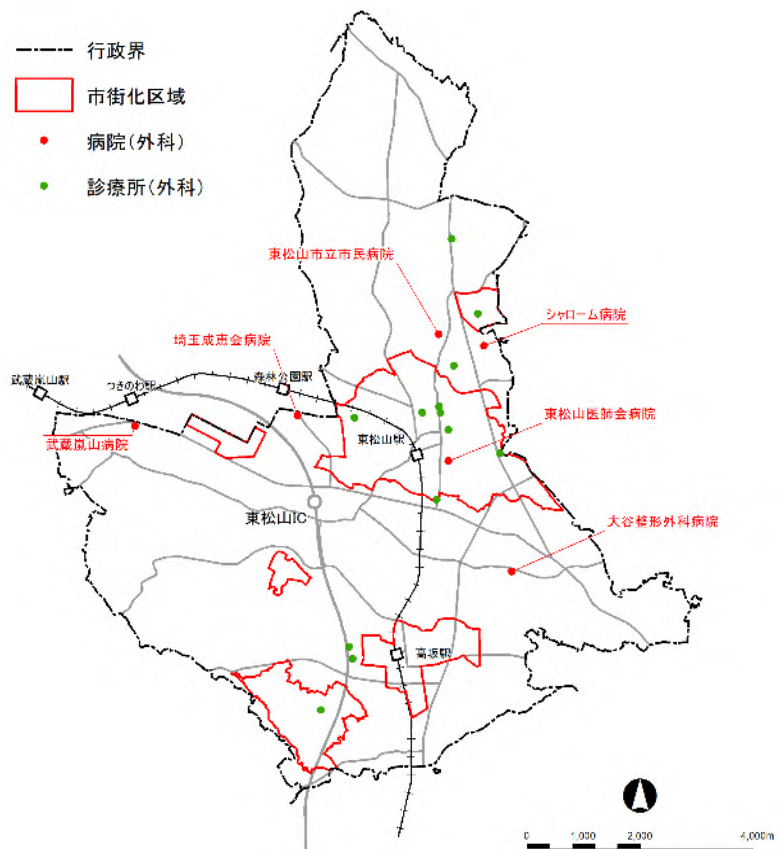 行政界
市街化区域
病院(外科)
診療所(外科)
東松山市立市民病院
シャローム病院
埼玉成恵会病院
武蔵嵐山駅
つきのわ駅
森林公園駅
東松山医師会病院
東松山駅
武蔵嵐山病院
東松山IC
大谷整形外科病院
高坂駅
0 1,000 2,000 4,000m